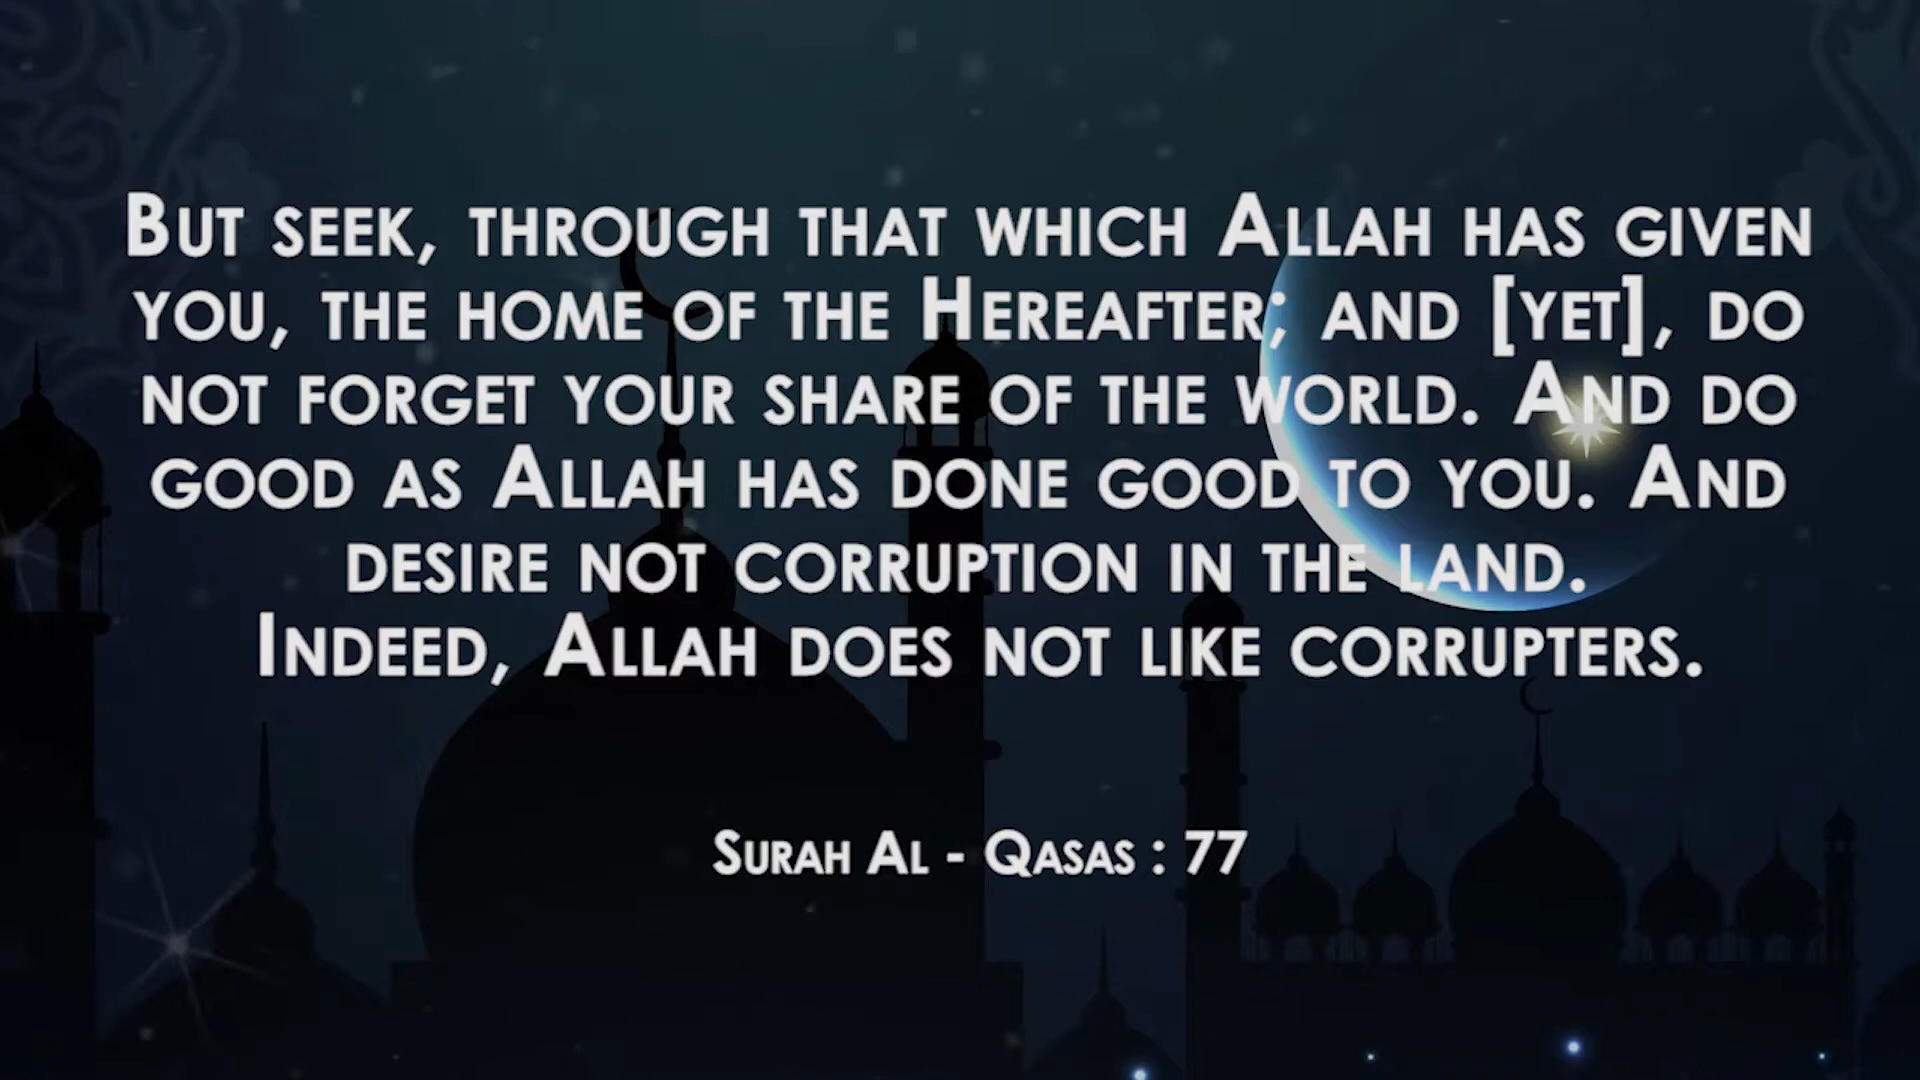 But seek, through that which Allah has given
you, the home of the Hereafter; and [yet], do
not forget your share of the world. And do
good as Allah has done good to you. And
desire not corruption in the land.
Indeed, Allah does not like corrupters.
Surah Al - Qasas : 77